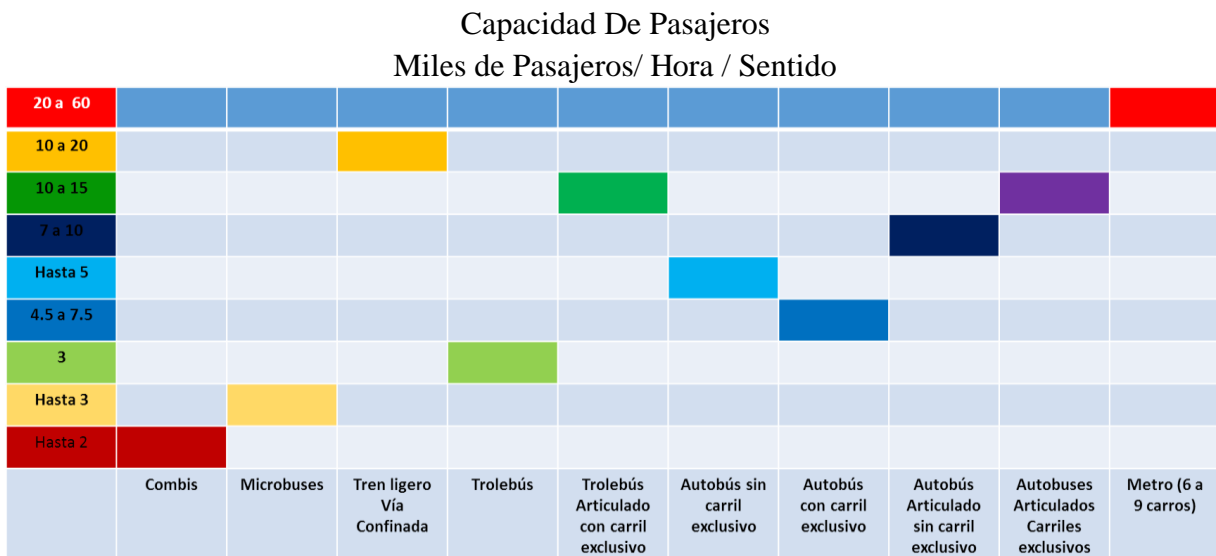 Capacidad De Pasajeros
Miles de Pasajeros/ Hora / Sentido
20 a 60
10 a 20
10 a 15
7 a 10
Hasta 5
4.5 a 7.5
3
Hasta 3
Hasta 2
Combis
Microbuses
Tren ligero
Vía
Confinada
Trolebús
Trolebús
Articulado
con carril
exclusivo
Autobús sin
carril
exclusivo
Autobús
con carril
exclusivo
Autobús
Articulado
sin carril
exclusivo
Autobuses
Articulados
Carriles
exclusivos
Metro (6 a
9 carros)